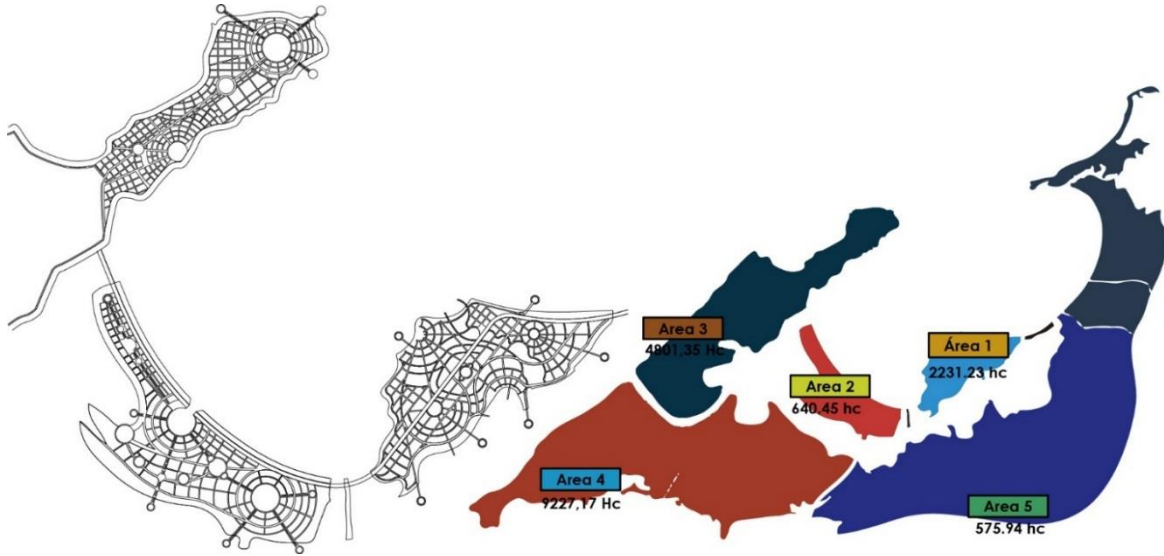 Area 3
4801,35 Hc
Área 1
2231.23 hc
Area 2
640.45 hc
Area 4
9227,17 Hc
Area 5
575.94 hc